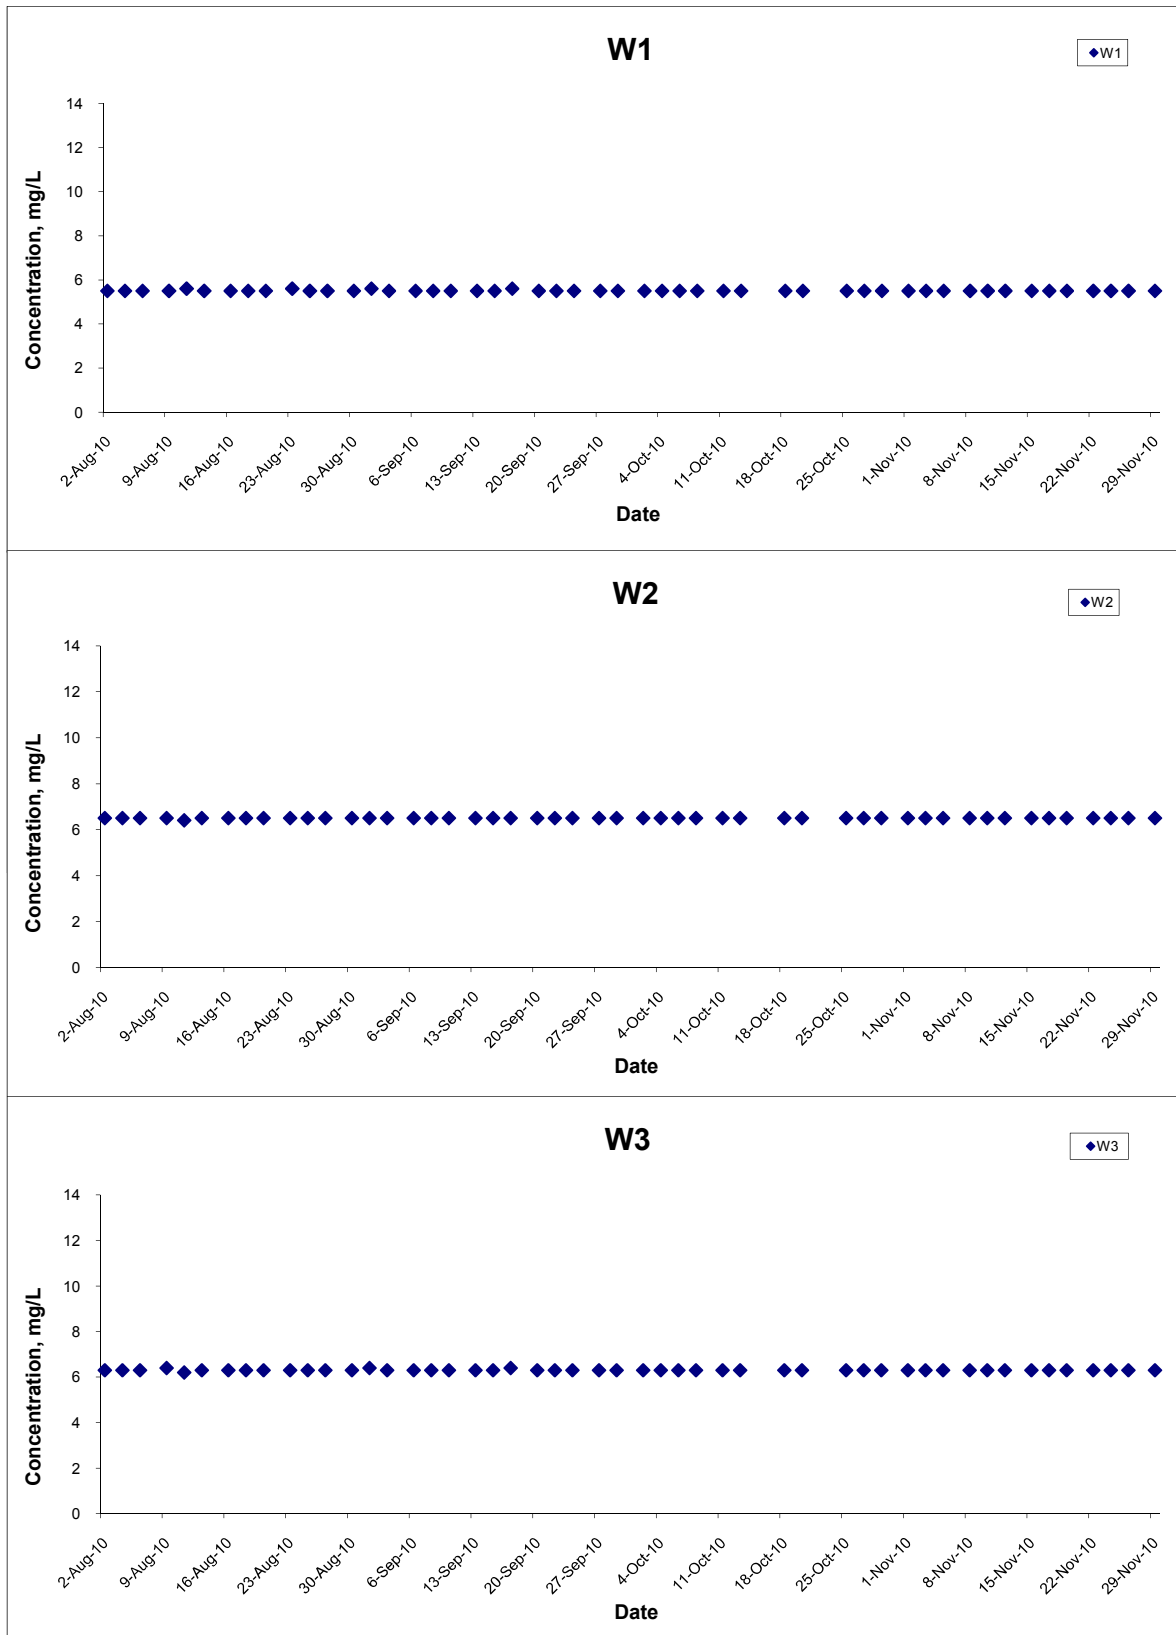 W1
W1
14
12
10
8
6
4
2
0
Concentration, mg/L
2-Aug-10 9-Aug-10 16-Aug-10 23-Aug-10 30-Aug-10 6-Sep-10 13-Sep-10 20-Sep-10 27-Sep-10 4-Oct-10 11-Oct-10 18-Oct-10 25-Oct-10 1-Nov-10 8-Nov-10 15-Nov-10 22-Nov-10 29-Nov-10
Date
W2
W2
14
12
10
8
6
4
2
0
Concentration, mg/L
2-Aug-10 9-Aug-10 16-Aug-10 23-Aug-10 30-Aug-10 6-Sep-10 13-Sep-10 20-Sep-10 27-Sep-10 4-Oct-10 11-Oct-10 18-Oct-10 25-Oct-10 1-Nov-10 8-Nov-10 15-Nov-10 22-Nov-10 29-Nov-10
Date
W3
W3
14
12
10
8
6
4
2
0
Concentration, mg/L
2-Aug-10 9-Aug-10 16-Aug-10 23-Aug-10 30-Aug-10 6-Sep-10 13-Sep-10 20-Sep-10 27-Sep-10 4-Oct-10 11-Oct-10 18-Oct-10 25-Oct-10 1-Nov-10 8-Nov-10 15-Nov-10 22-Nov-10 29-Nov-10
Date